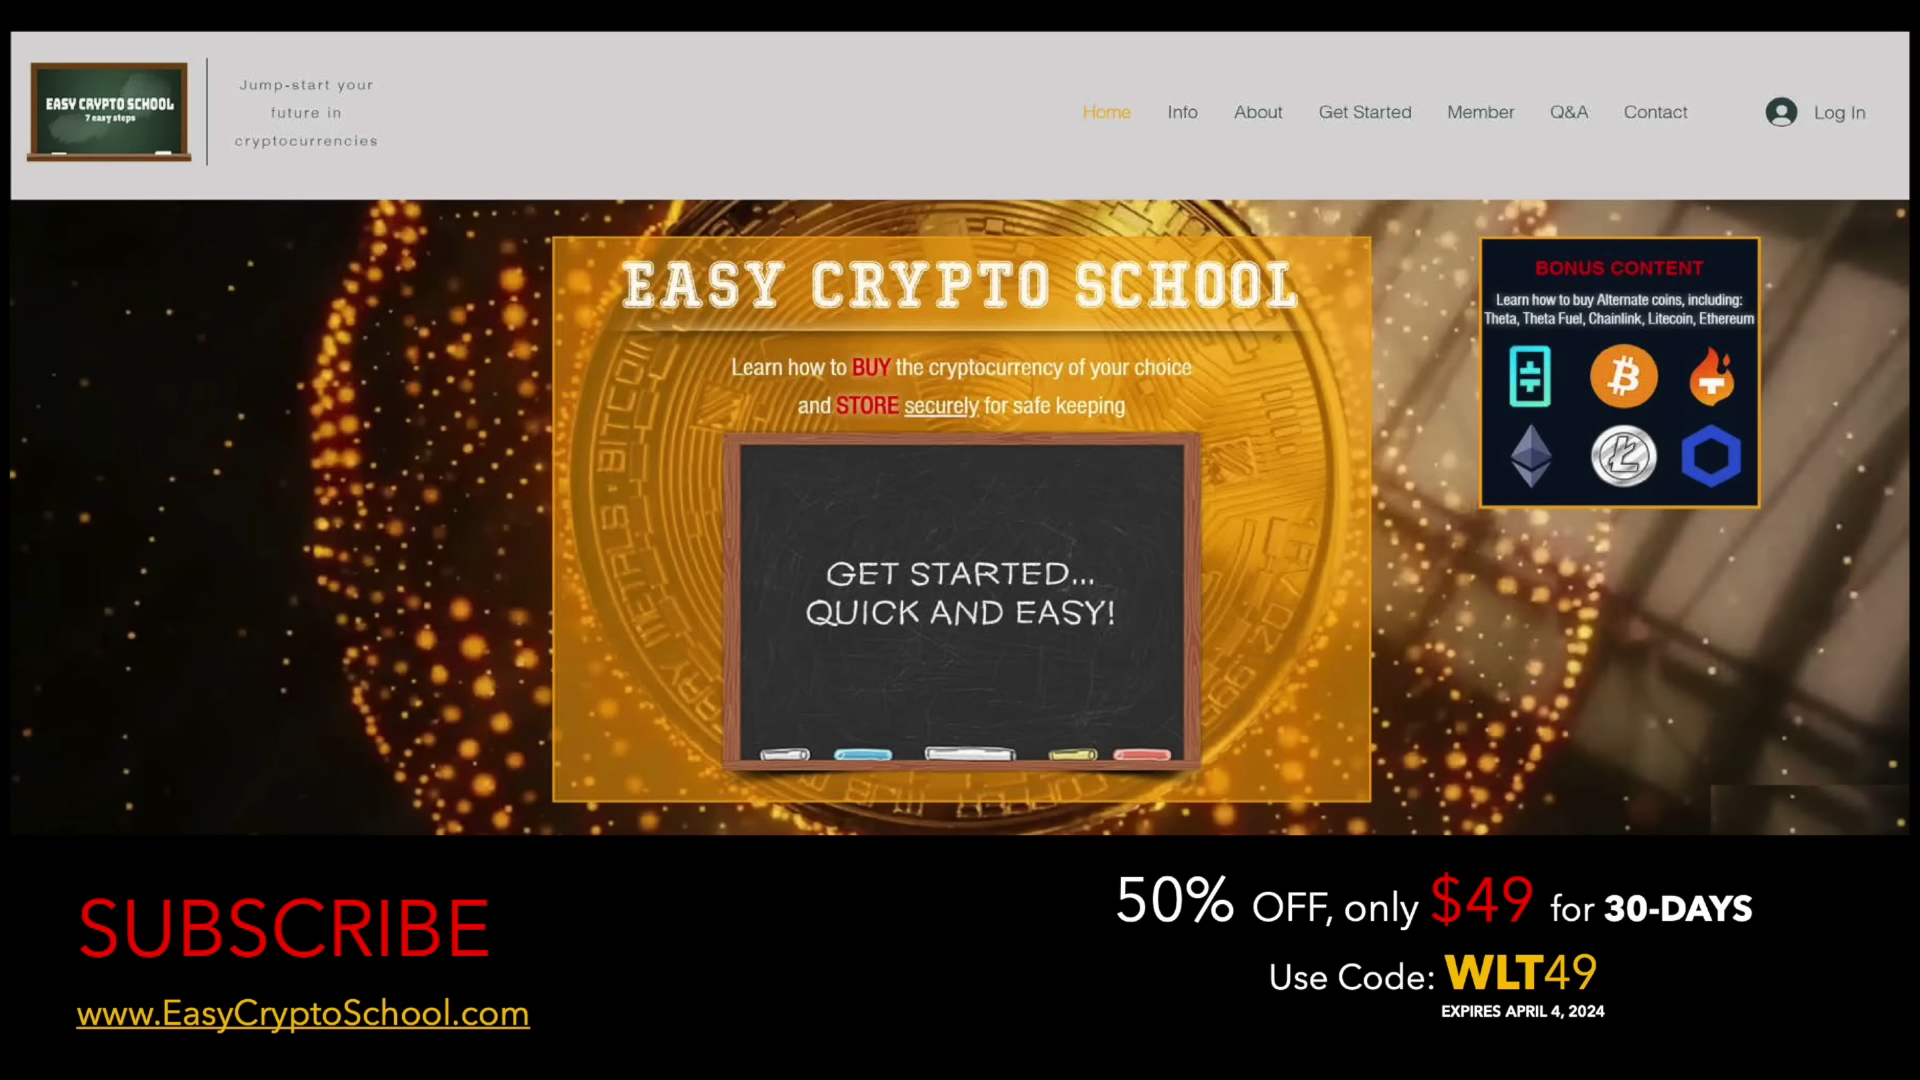 EASY CRYPTO SCHOOL
7 easy steps
Jump-start your
future in
cryptocurrencies
Home Info About Get Started Member Q&A Contact Log In
EASY CRYPTO SCHOOL
Learn how to BUY the cryptocurrency of your choice
and STORE securely for safe keeping
GET STARTED...
QUICK AND EASY!
BONUS CONTENT
Learn how to buy Alternate coins, including:
Theta, Theta Fuel, Chainlink, Litecoin, Ethereum
SUBSCRIBE
www.EasyCryptoSchool.com
50% OFF, only $49 for 30-DAYS
Use Code: WLT49
EXPIRES APRIL 4, 2024